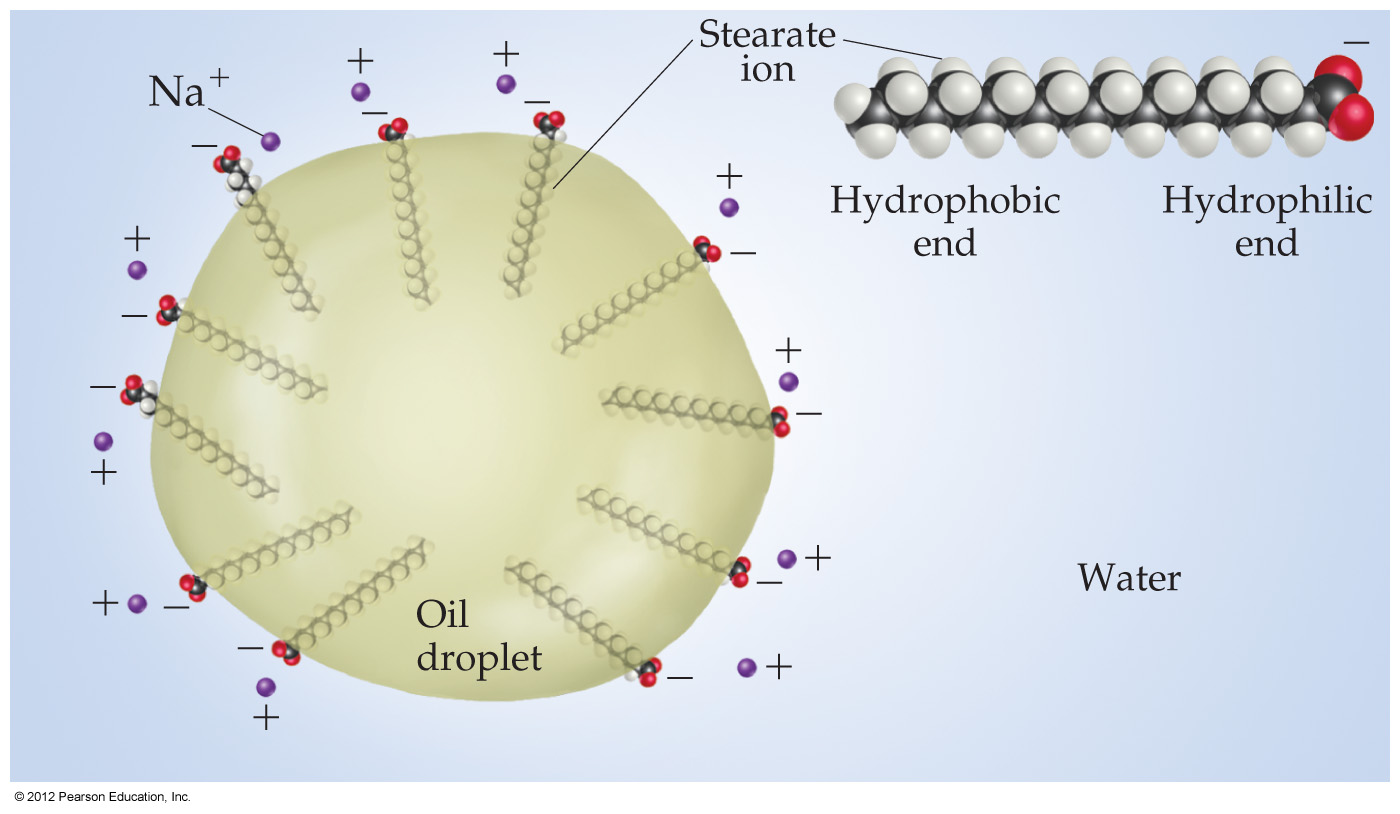 Stearate
ion
−
Na⁺
Hydrophobic
end
Hydrophilic
end
+
+
−
−
−
+
−
+
−
+
−
+
−
−
+
+
−
+
−
+
−
+
−
−
+
+
Oil
droplet
Water
© 2012 Pearson Education, Inc.